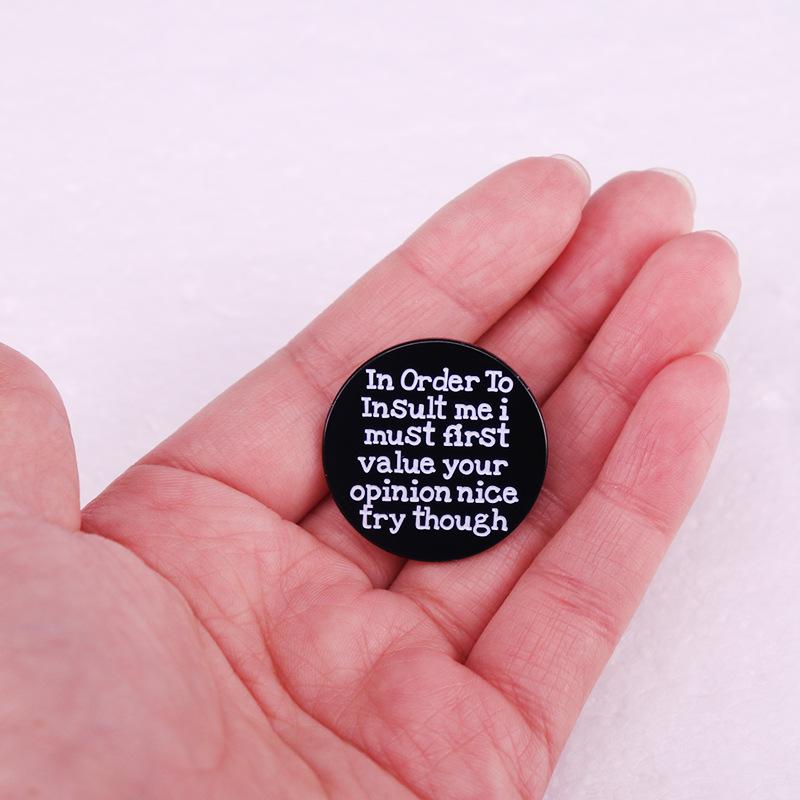 In Order To
Insult me i
must first
value your
opinion nice
try though